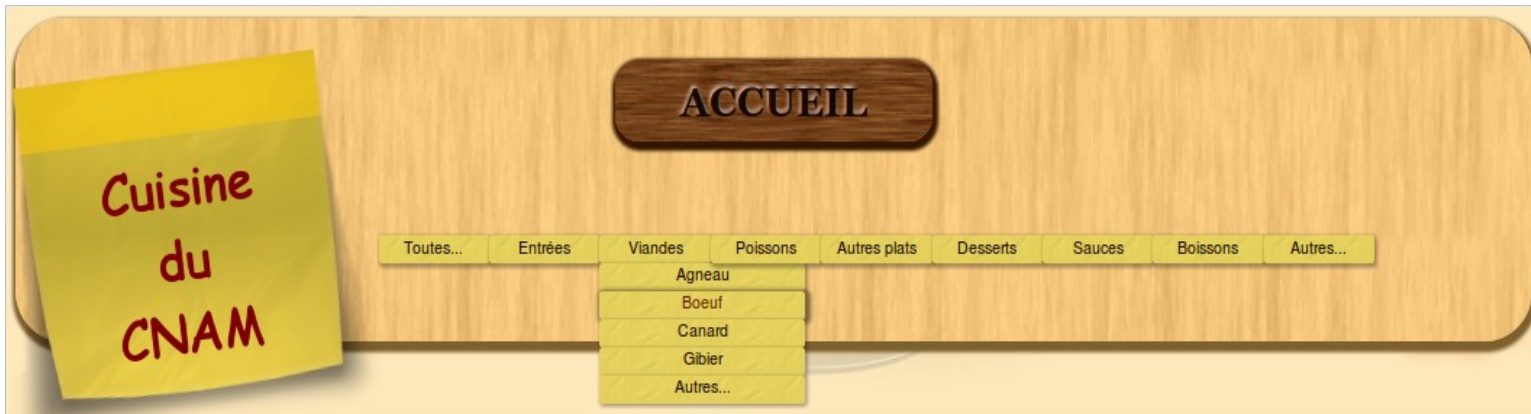 ACCUEIL
Cuisine
du
CNAM
Toutes... Entrées Viandes Poissons Autres plats Desserts Sauces Boissons Autres...
Agneau
Boeuf
Canard
Gibier
Autres...